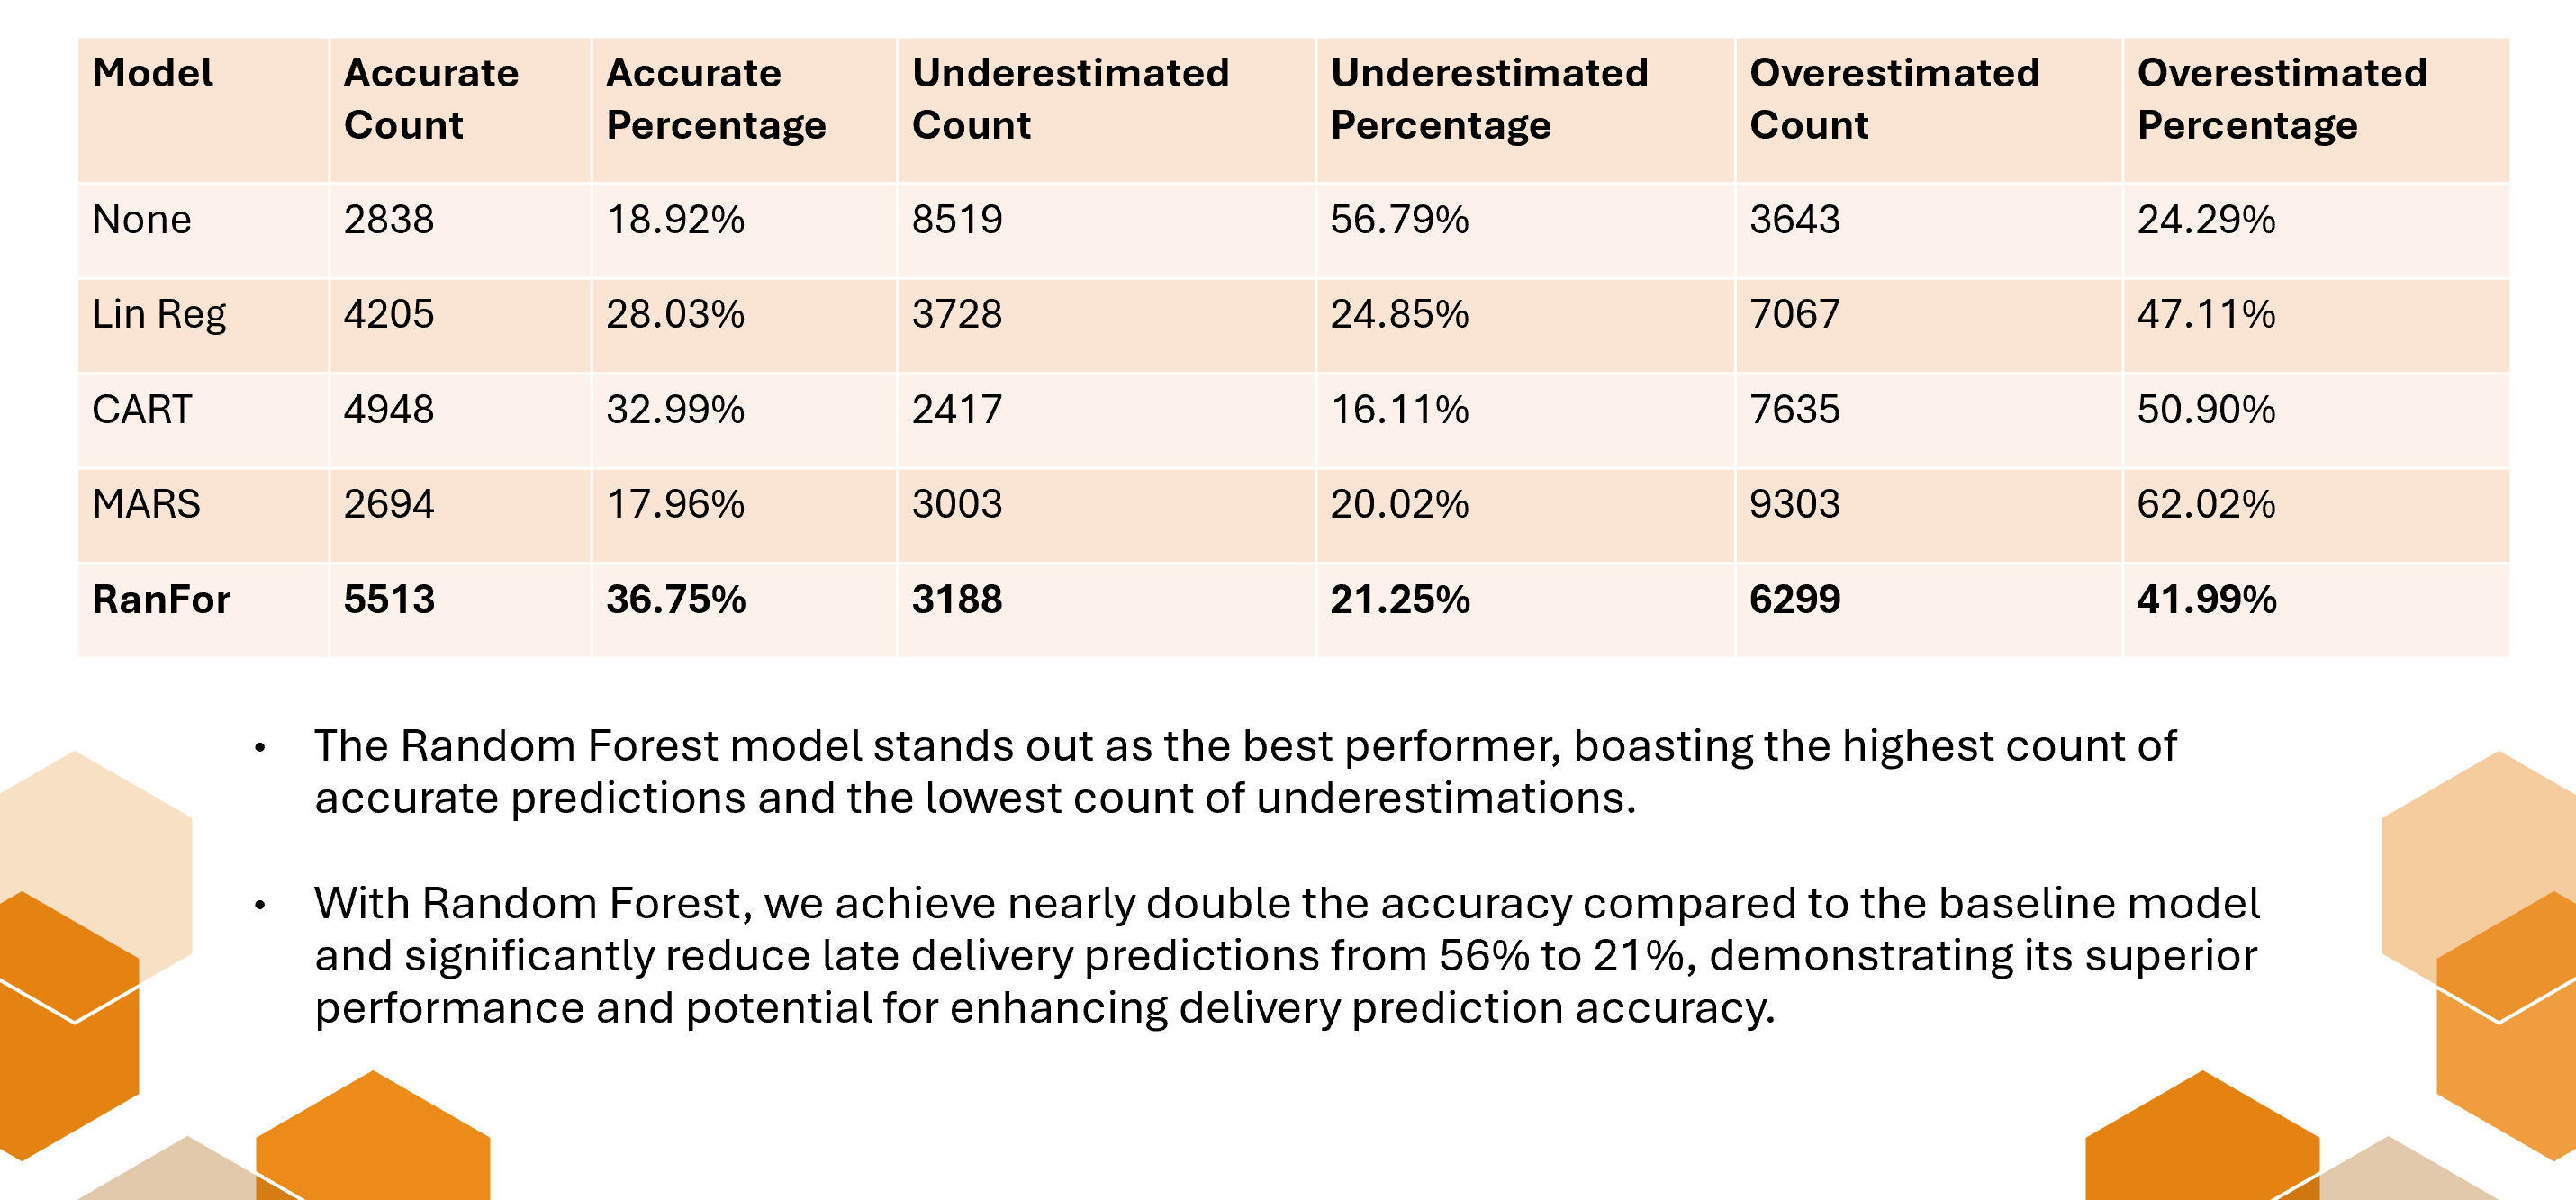 Model Accurate Count Accurate Percentage Underestimated Count Underestimated Percentage Overestimated Count Overestimated Percentage
None 2838 18.92% 8519 56.79% 3643 24.29%
Lin Reg 4205 28.03% 3728 24.85% 7067 47.11%
CART 4948 32.99% 2417 16.11% 7635 50.90%
MARS 2694 17.96% 3003 20.02% 9303 62.02%
RanFor 5513 36.75% 3188 21.25% 6299 41.99%
• The Random Forest model stands out as the best performer, boasting the highest count of
accurate predictions and the lowest count of underestimations.
• With Random Forest, we achieve nearly double the accuracy compared to the baseline model
and significantly reduce late delivery predictions from 56% to 21%, demonstrating its superior
performance and potential for enhancing delivery prediction accuracy.